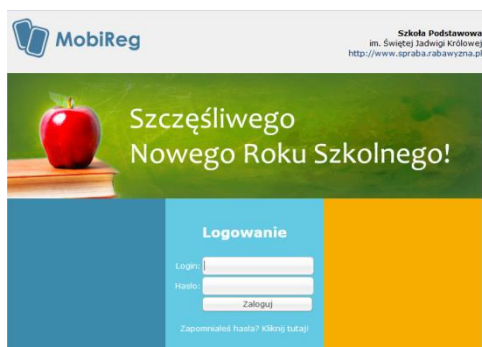 MobiReg
Szkoła Podstawowa
im. Świętej Jadwigi Królowej
http://www.spraba.rabawyzna.pl
Szczęśliwego
Nowego Roku Szkolnego!
Logowanie
Login:
Hasło:
Zaloguj
Zapomniałeś hasła? Kliknij tutaj!